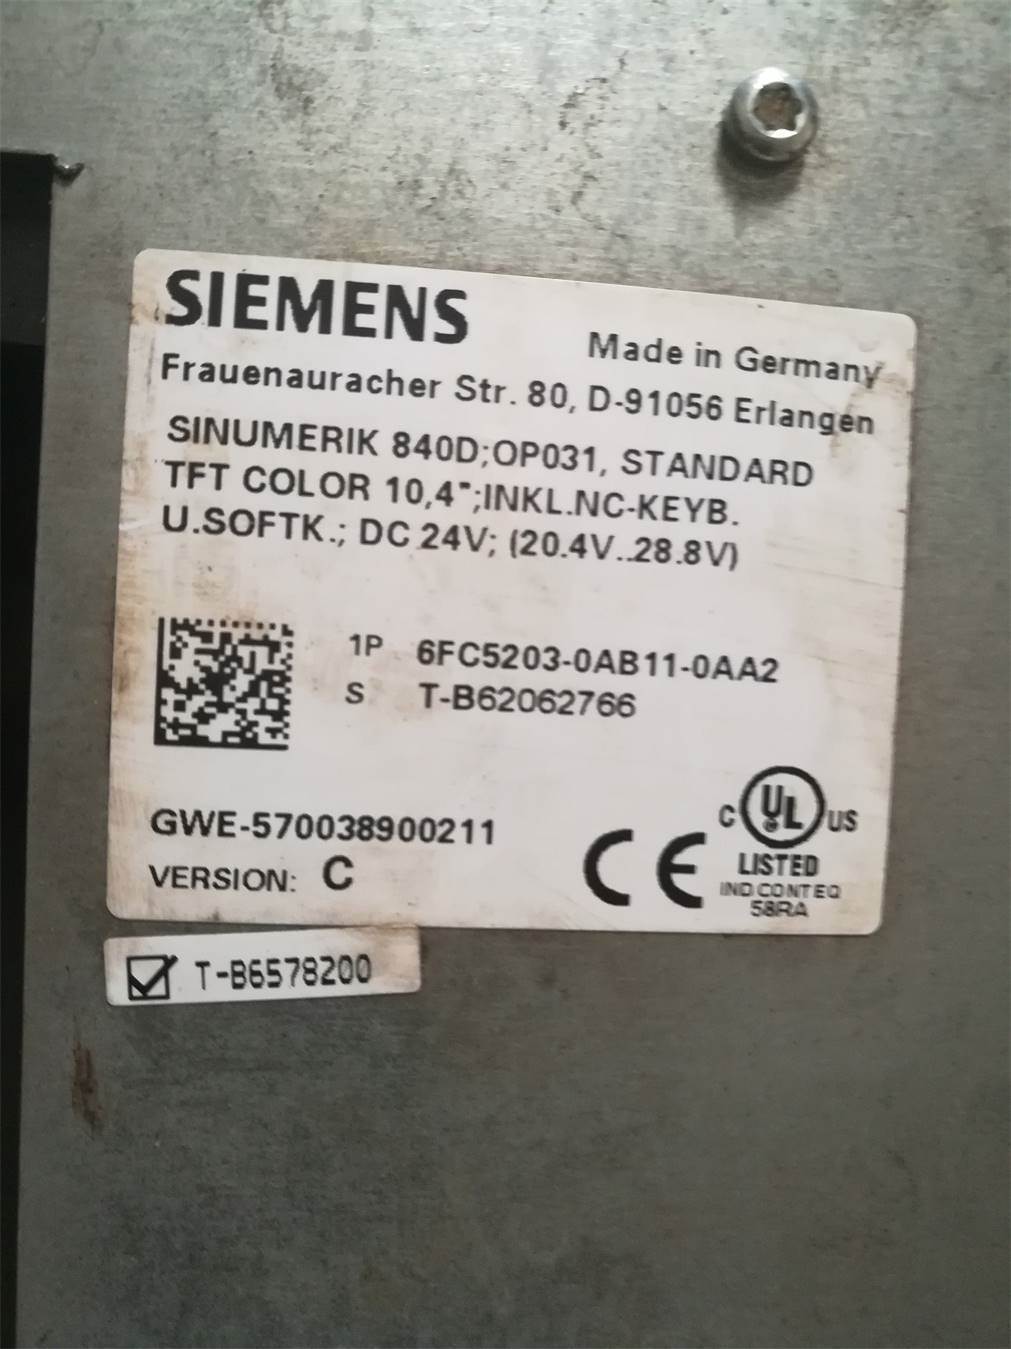 SIEMENS
Made in Germany
Frauenauracher Str. 80, D-91056 Erlangen
SINUMERIK 840D;OP031, STANDARD
TFT COLOR 10,4";INKL.NC-KEYB.
U.SOFTK.; DC 24V; (20.4V..28.8V)
1P 6FC5203-0AB11-0AA2
S T-B62062766
GWE-570038900211
VERSION: C
CE
C UL US
LISTED
IND CONT EQ
58RA
T-B6578200